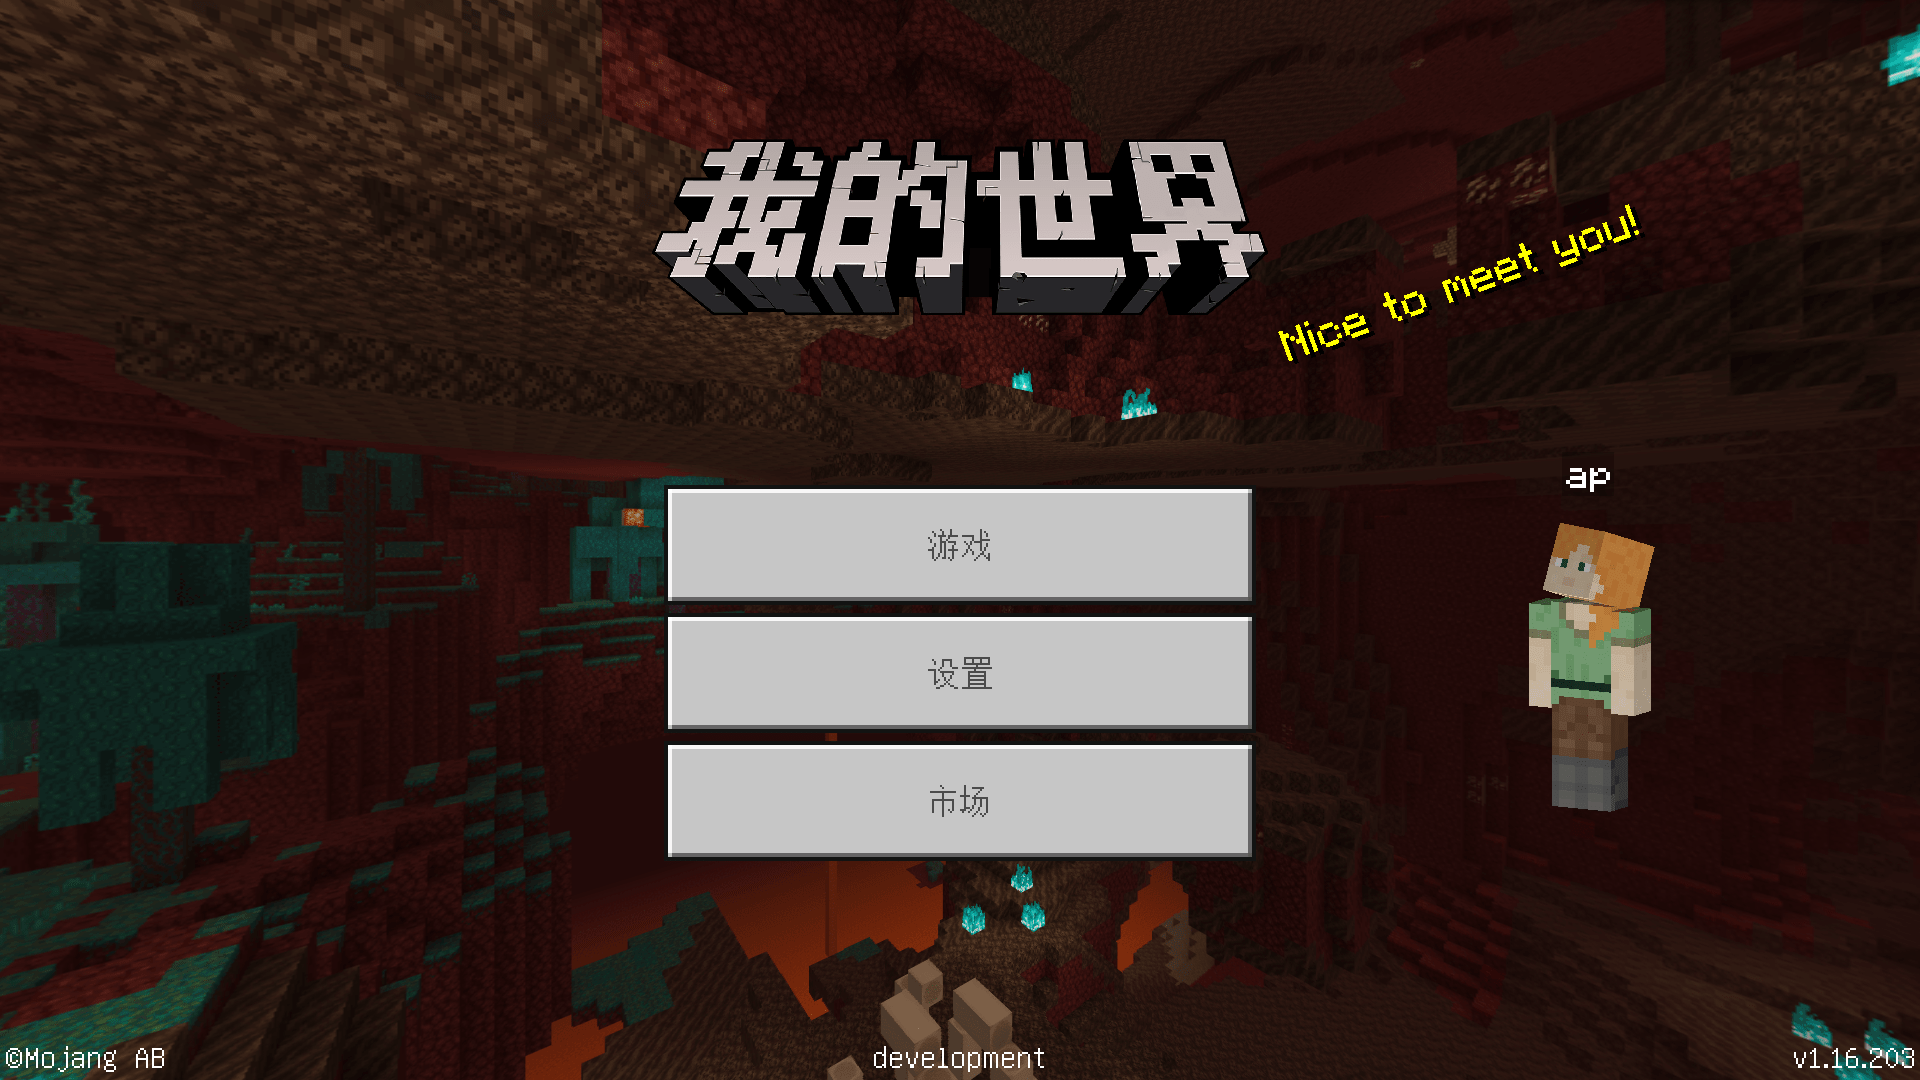 我的世界
Nice to meet you!
ap
游戏
设置
市场
©Mojang AB
development
v1.16.203